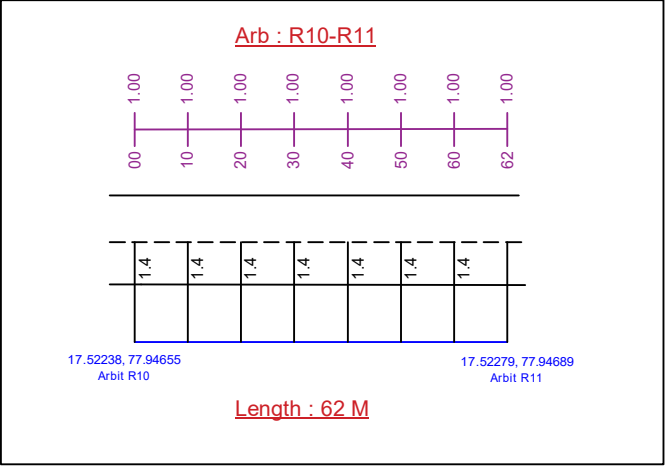 Arb : R10-R11
1.00 1.00 1.00 1.00 1.00 1.00 1.00 1.00
00 10 20 30 40 50 60 62
1.4 1.4 1.4 1.4 1.4 1.4 1.4
17.52238, 77.94655
Arbit R10
17.52279, 77.94689
Arbit R11
Length : 62 M